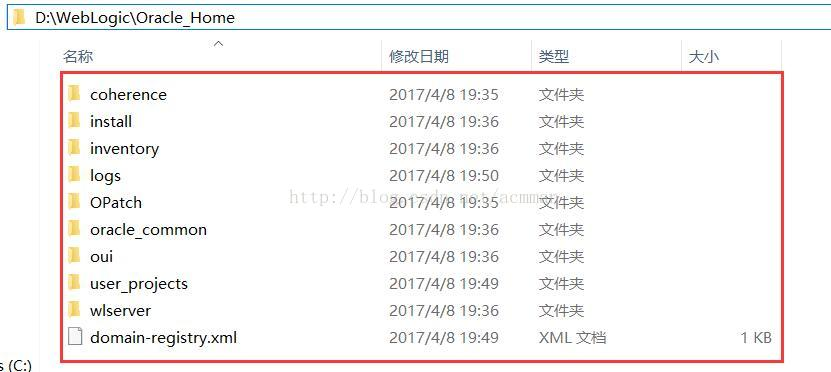 D:\WebLogic\Oracle_Home
名称 修改日期 类型 大小
coherence 2017/4/8 19:35 文件夹
install 2017/4/8 19:36 文件夹
inventory 2017/4/8 19:36 文件夹
logs 2017/4/8 19:50 文件夹
http://blog.csdn.net/acmman
OPatch 2017/4/8 19:35 文件夹
oracle_common 2017/4/8 19:36 文件夹
oui 2017/4/8 19:36 文件夹
user_projects 2017/4/8 19:49 文件夹
wlserver 2017/4/8 19:36 文件夹
domain-registry.xml 2017/4/8 19:49 XML 文档 1 KB
s (C:)